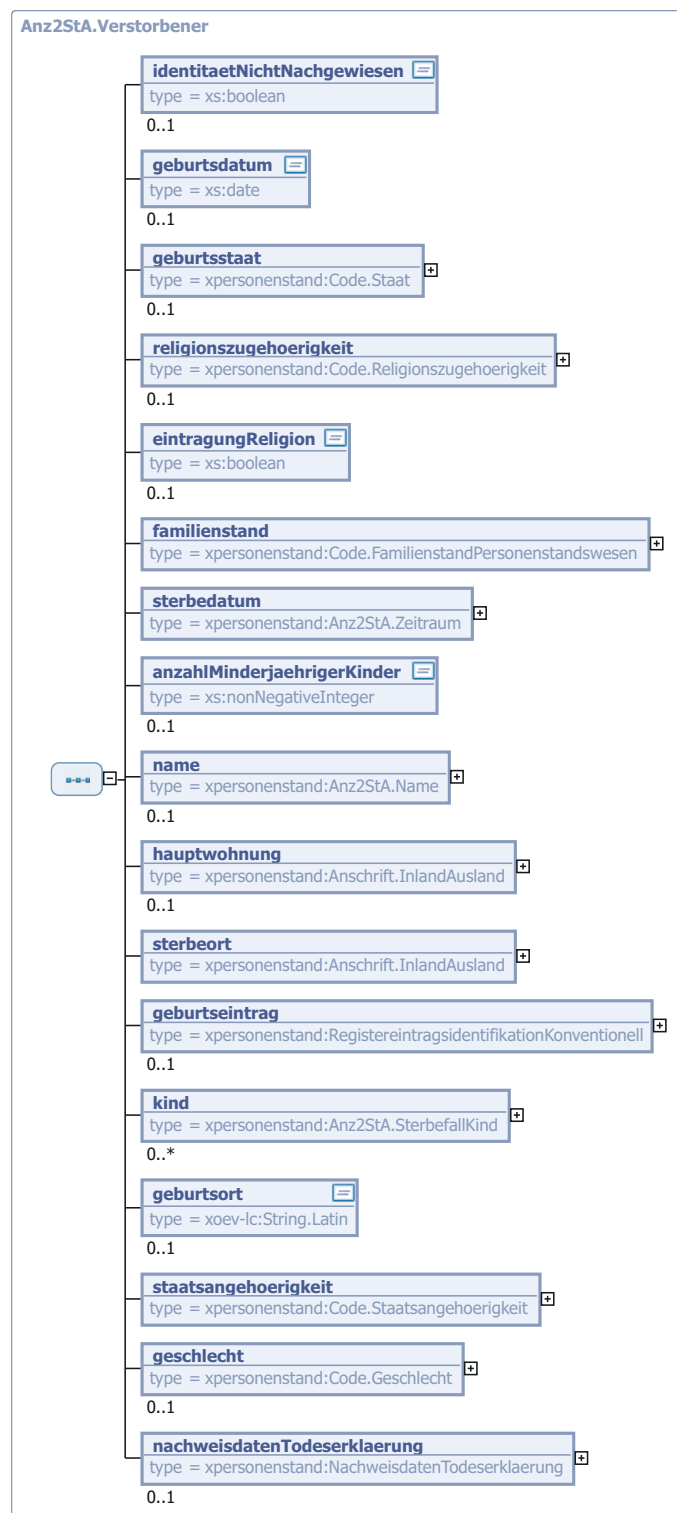 Anz2StA.Verstorbener
identitaetNichtNachgewiesen
type = xs:boolean
0..1
geburtsdatum
type = xs:date
0..1
geburtsstaat
type = xpersonenstand:Code.Staat
0..1
religionszugehoerigkeit
type = xpersonenstand:Code.Religionszugehoerigkeit
0..1
eintragungReligion
type = xs:boolean
0..1
familienstand
type = xpersonenstand:Code.FamilienstandPersonenstandswesen
sterbedatum
type = xpersonenstand:Anz2StA.Zeitraum
anzahlMinderjaehrigerKinder
type = xs:nonNegativeInteger
0..1
name
type = xpersonenstand:Anz2StA.Name
0..1
hauptwohnung
type = xpersonenstand:Anschrift.InlandAusland
0..1
sterbeort
type = xpersonenstand:Anschrift.InlandAusland
geburtseintrag
type = xpersonenstand:RegistereintragsidentifikationKonventionell
0..1
kind
type = xpersonenstand:Anz2StA.SterbefallKind
0..*
geburtsort
type = xoev-lc:String.Latin
0..1
staatsangehoerigkeit
type = xpersonenstand:Code.Staatsangehoerigkeit
geschlecht
type = xpersonenstand:Code.Geschlecht
0..1
nachweisdatenTodeserklaerung
type = xpersonenstand:NachweisdatenTodeserklaerung
0..1